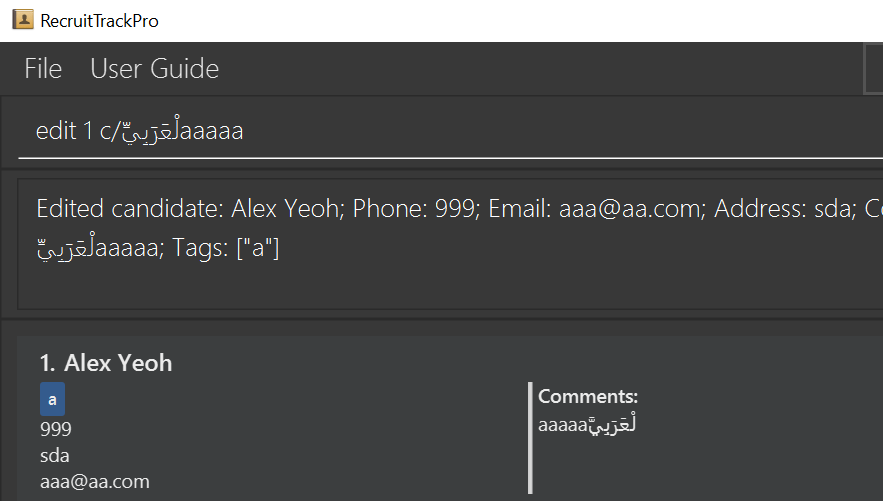 RecruitTrackPro
File User Guide
edit 1 c/لْعَرَبِيِّaaaaa
Edited candidate: Alex Yeoh; Phone: 999; Email: aaa@aa.com; Address: sda; C
لْعَرَبِيِّaaaaa; Tags: ["a"]
1. Alex Yeoh
a
999
sda
aaa@aa.com
Comments:
aaaaaلْعَرَبِيِّ